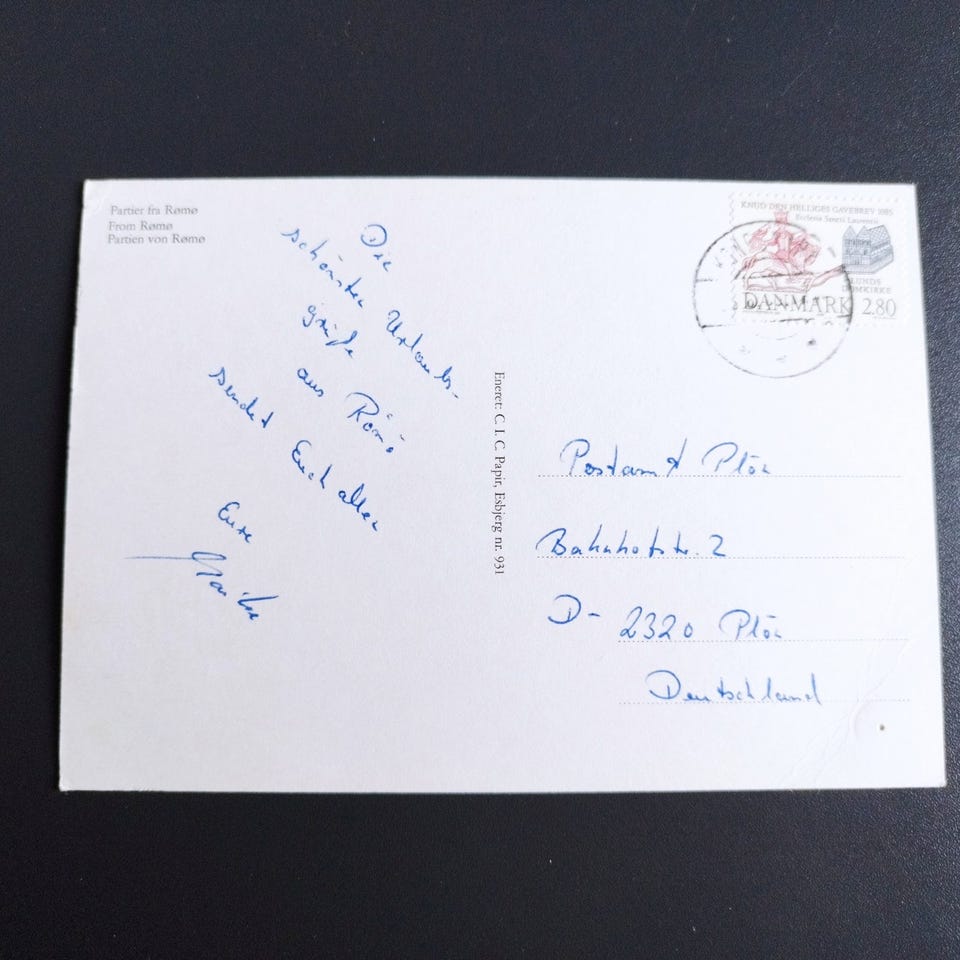 Partier fra Rømø
From Rømø
Partien von Rømø
Die
schönsten Urlaubs-
grüße
aus Römö
sendet Euch allen
Eure
KNUD DEN HELLIGES GAVEBREV 1085
Ecclesia Sancti Laurentii
LUNDS
DOMKIRKE
DANMARK 2.80
Eneret: C. I. C. Papir, Esbjerg nr. 931
Postamt Plön
Bahnhofstr. 2
D- 2320 Plön
Deutschland